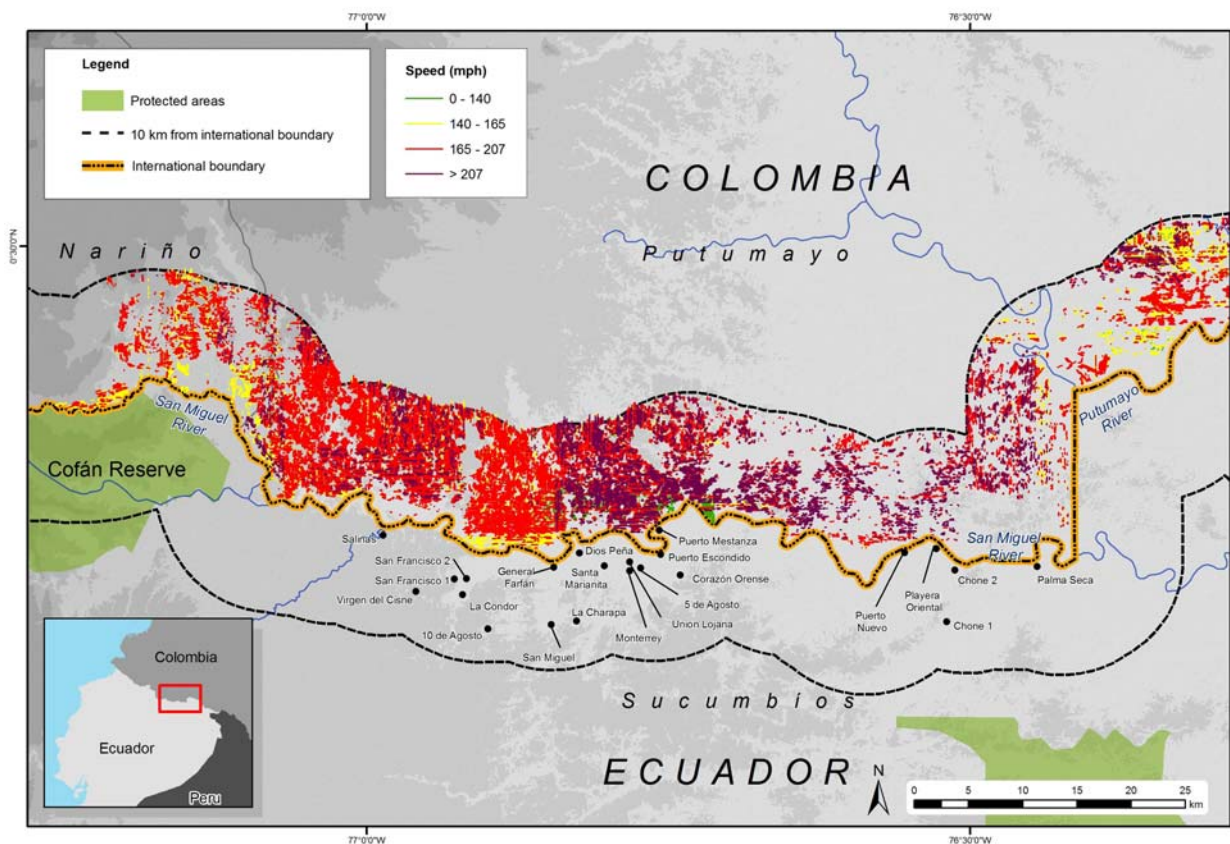 77°0'0"W
76°30'0"W
Legend
Protected areas
10 km from international boundary
International boundary
Speed (mph)
0 - 140
140 - 165
165 - 207
> 207
COLOMBIA
Nariño
Putumayo
0°30'0"N
San Miguel
River
Putumayo
River
Cofán Reserve
Salinas
San Francisco 2
San Francisco 1
Virgen del Cisne
La Condor
10 de Agosto
General
Farfán
Dios Peña
Santa
Marianita
La Charapa
San Miguel
Puerto Mestanza
Puerto Escondido
Corazón Orense
5 de Agosto
Union Lojana
Monterrey
Puerto
Nuevo
Playera
Oriental
San Miguel
River
Chone 2
Palma Seca
Chone 1
Sucumbíos
ECUADOR
Colombia
Ecuador
Peru
N
0 5 10 15 20 25
km
77°0'0"W
76°30'0"W